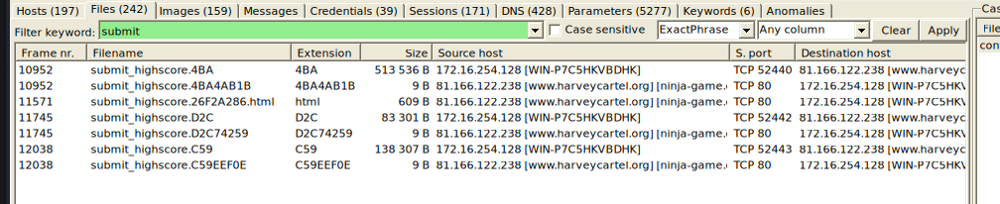 Hosts (197) Files (242) Images (159) Messages Credentials (39) Sessions (171) DNS (428) Parameters (5277) Keywords (6) Anomalies
Filter keyword: submit Case sensitive ExactPhrase Any column Clear Apply
Frame nr. Filename Extension Size Source host S. port Destination host
10952 submit_highscore.4BA 4BA 513 536 B 172.16.254.128 [WIN-P7C5HKVBDHK] TCP 52440 81.166.122.238 [www.harveyc
10952 submit_highscore.4BA4AB1B 4BA4AB1B 9 B 81.166.122.238 [www.harveycartel.org] [ninja-game. TCP 80 172.16.254.128 [WIN-P7C5HKV
11571 submit_highscore.26F2A286.html html 609 B 81.166.122.238 [www.harveycartel.org] [ninja-game. TCP 80 172.16.254.128 [WIN-P7C5HKV
11745 submit_highscore.D2C D2C 83 301 B 172.16.254.128 [WIN-P7C5HKVBDHK] TCP 52442 81.166.122.238 [www.harveyc
11745 submit_highscore.D2C74259 D2C74259 9 B 81.166.122.238 [www.harveycartel.org] [ninja-game. TCP 80 172.16.254.128 [WIN-P7C5HKV
12038 submit_highscore.C59 C59 138 307 B 172.16.254.128 [WIN-P7C5HKVBDHK] TCP 52443 81.166.122.238 [www.harveyc
12038 submit_highscore.C59EEF0E C59EEF0E 9 B 81.166.122.238 [www.harveycartel.org] [ninja-game. TCP 80 172.16.254.128 [WIN-P7C5HKV
Cas
File
con